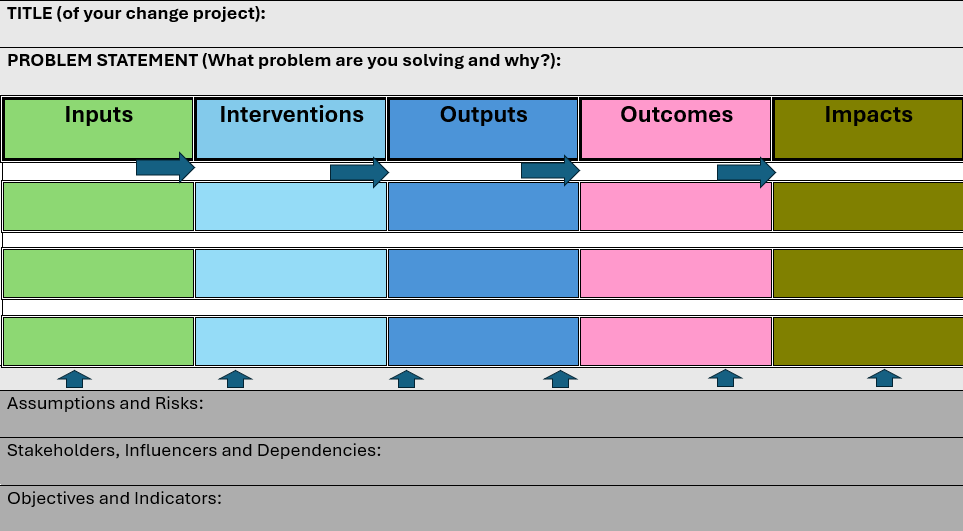 TITLE (of your change project):
PROBLEM STATEMENT (What problem are you solving and why?):
Inputs
Interventions
Outputs
Outcomes
Impacts
Assumptions and Risks:
Stakeholders, Influencers and Dependencies:
Objectives and Indicators: